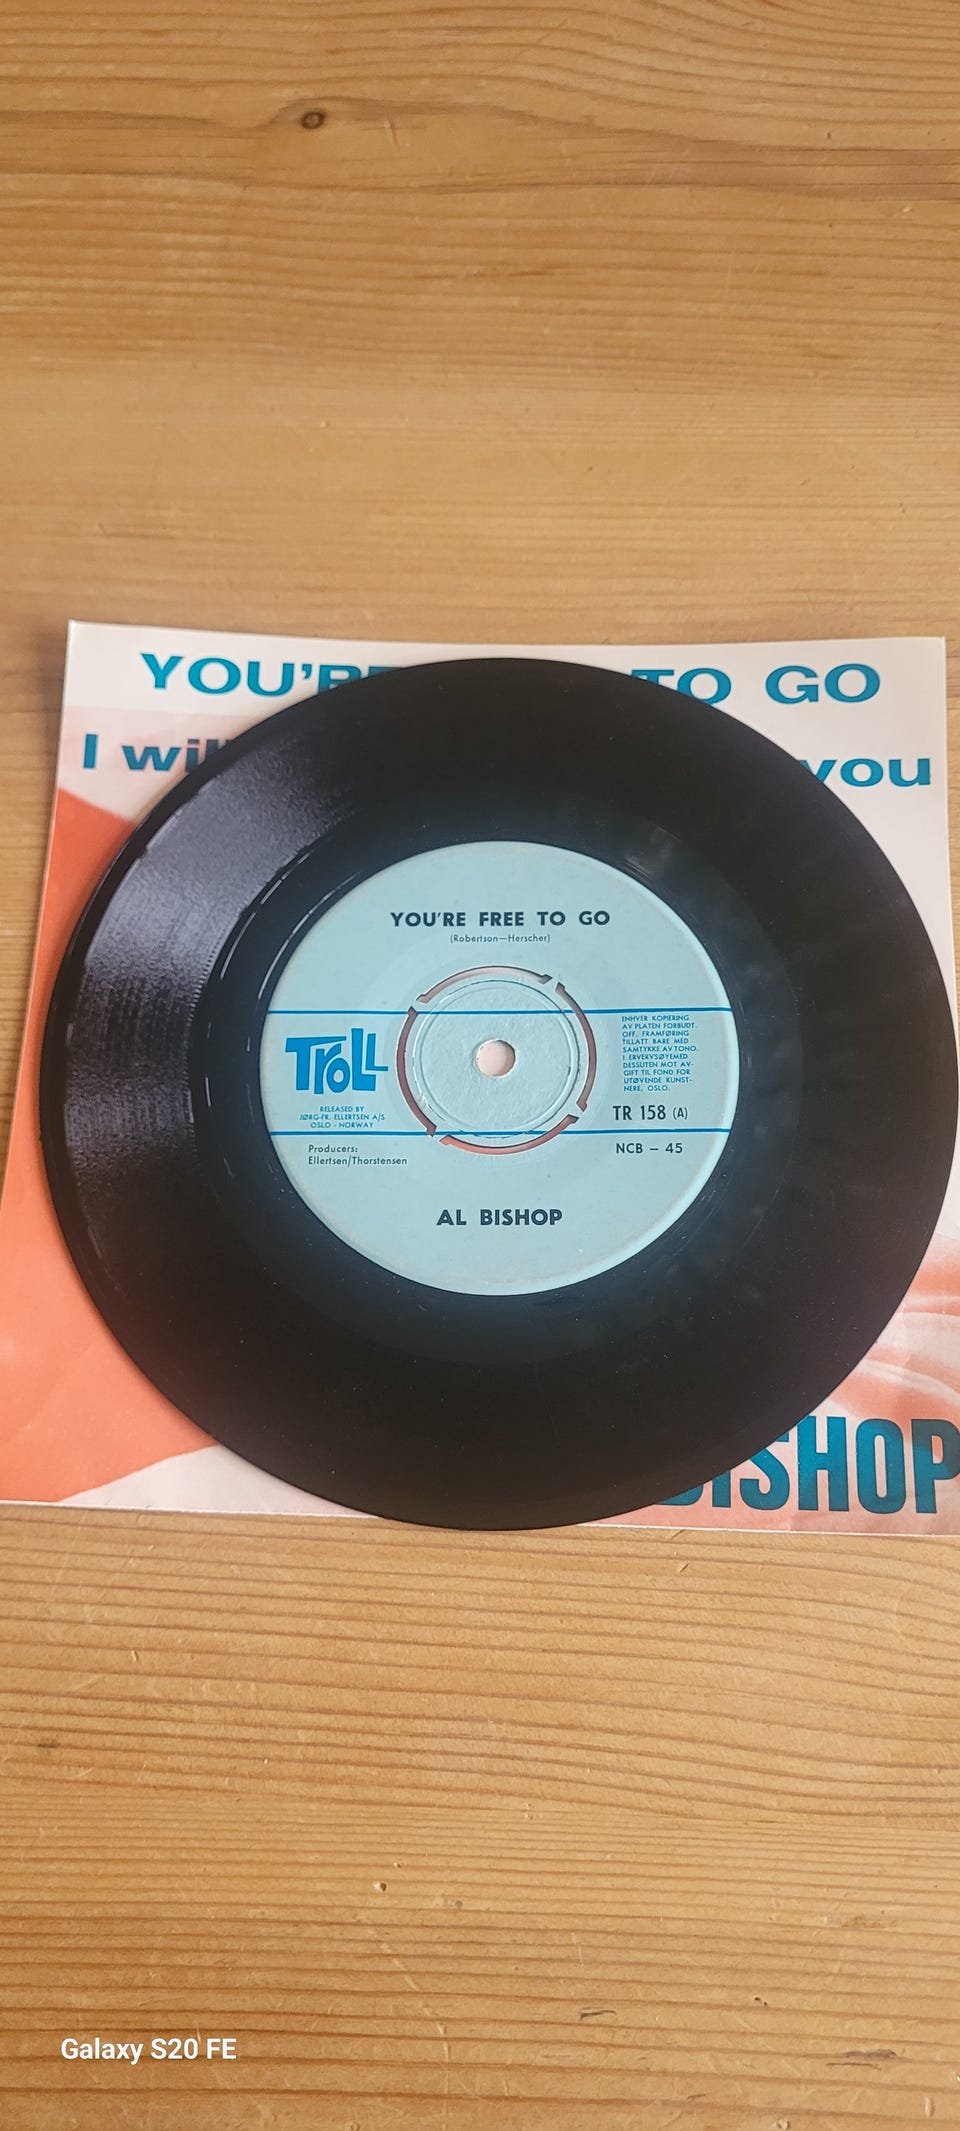 YOU'RE TO GO
I will you
YOU'RE FREE TO GO
(Robertson—Herscher)
TROLL
RELEASED BY
JØRG-FR. ELLERTSEN A/S
OSLO - NORWAY
ENHVER KOPIERING
AV PLATEN FORBUDT.
OFF. FRAMFØRING
TILLATT BARE MED
SAMTYKKE AV TONO.
I ERVERVSØYEMED
DESSUTEN MOT AV-
GIFT TIL FOND FOR
UTØVENDE KUNST-
NERE, OSLO.
TR 158 (A)
Producers:
Ellertsen/Thorstensen
NCB – 45
AL BISHOP
BISHOP
Galaxy S20 FE